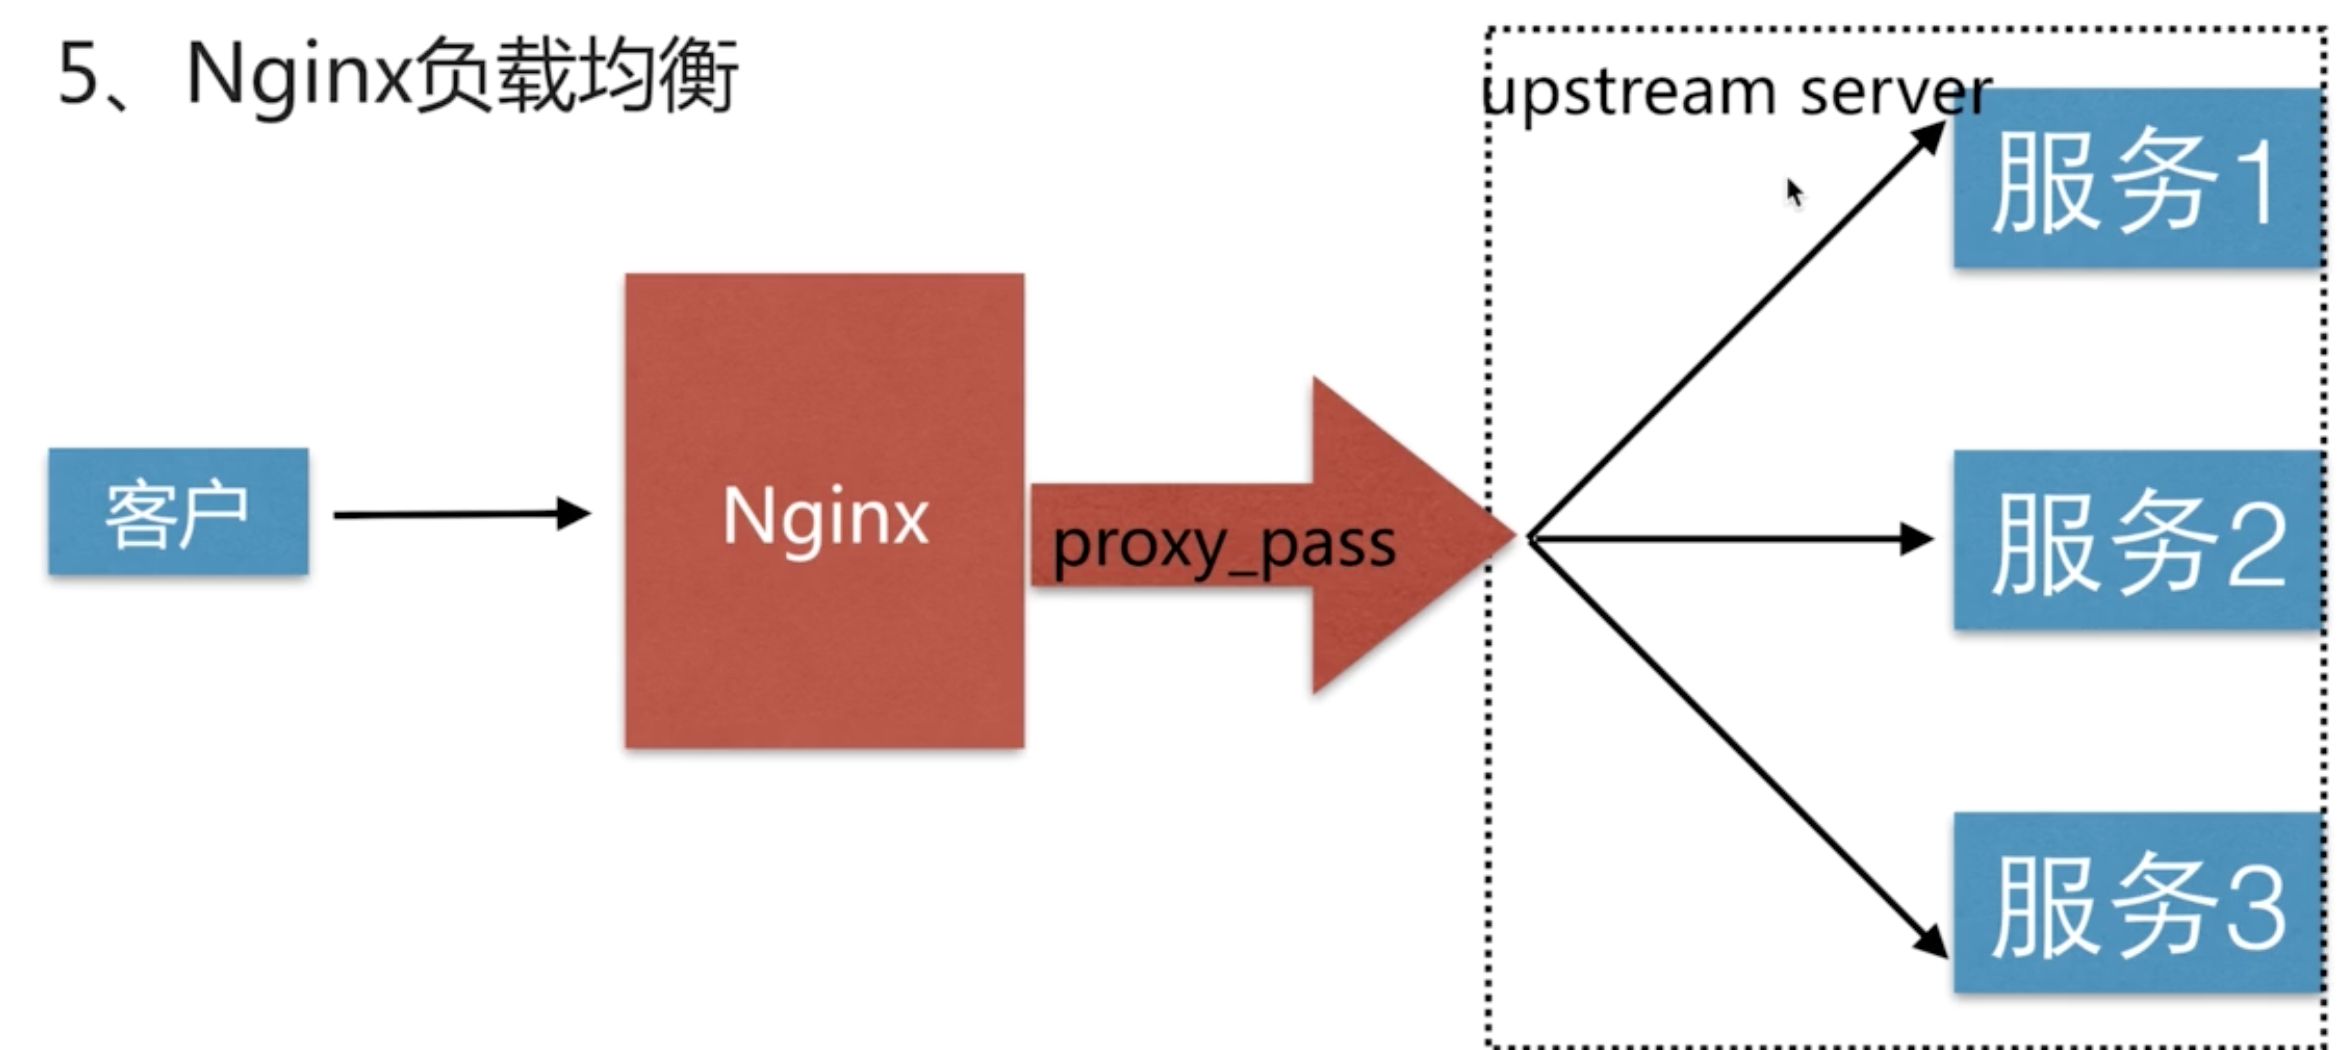 5、Nginx负载均衡
upstream server
服务1
客户
Nginx
proxy_pass
服务2
服务3